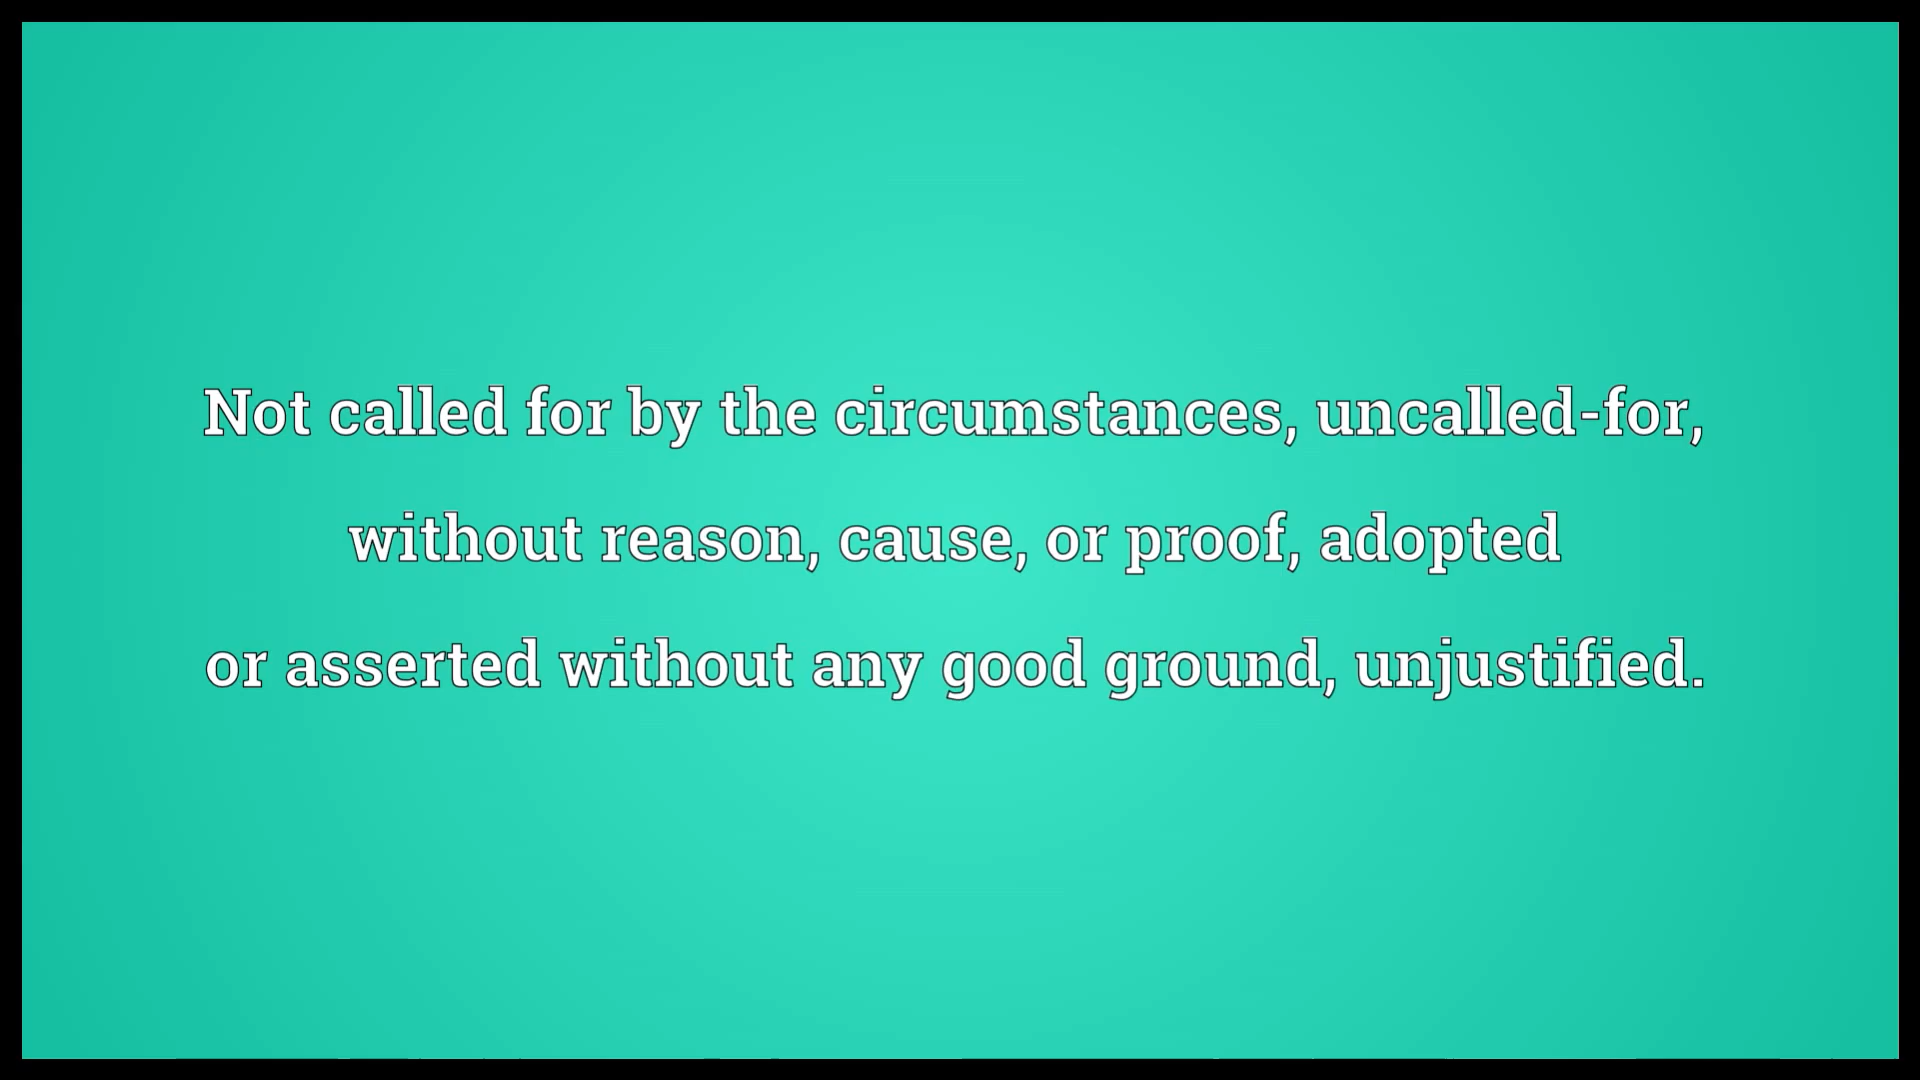 Not called for by the circumstances, uncalled-for,
without reason, cause, or proof, adopted
or asserted without any good ground, unjustified.